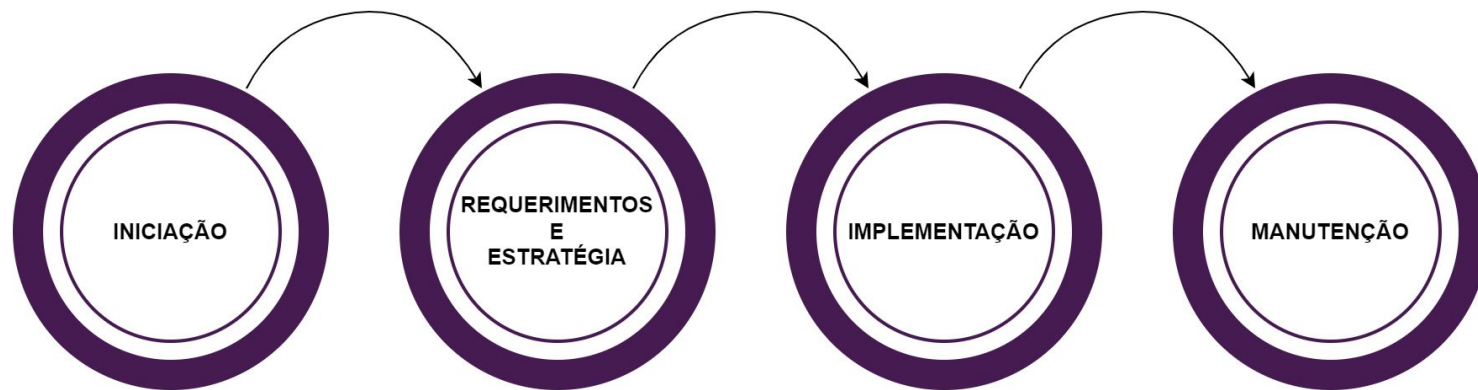 INICIAÇÃO
REQUERIMENTOS
E
ESTRATÉGIA
IMPLEMENTAÇÃO
MANUTENÇÃO